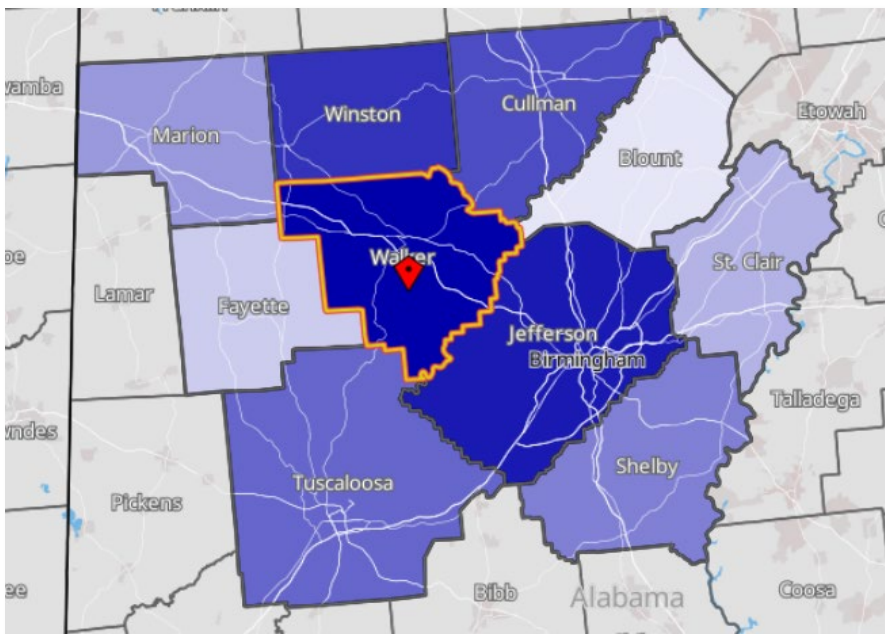 Cullman
Winston
Marion
Etowah
Blount
Walker
St. Clair
Lamar
Fayette
Jefferson
Birmingham
Talladega
Shelby
Tuscaloosa
Pickens
Bibb
Alabama
Coosa